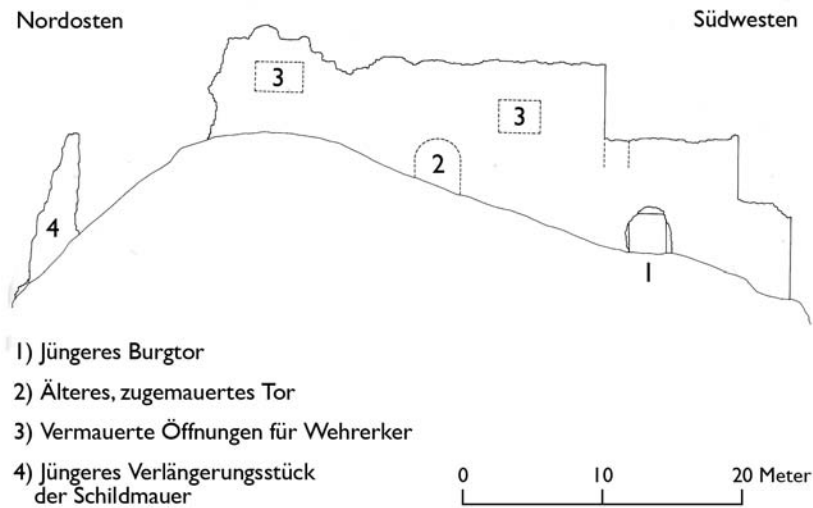 Nordosten
Südwesten
3
3
2
4
1
1) Jüngeres Burgtor
2) Älteres, zugemauertes Tor
3) Vermauerte Öffnungen für Wehrerker
4) Jüngeres Verlängerungsstück
der Schildmauer
0 10 20 Meter